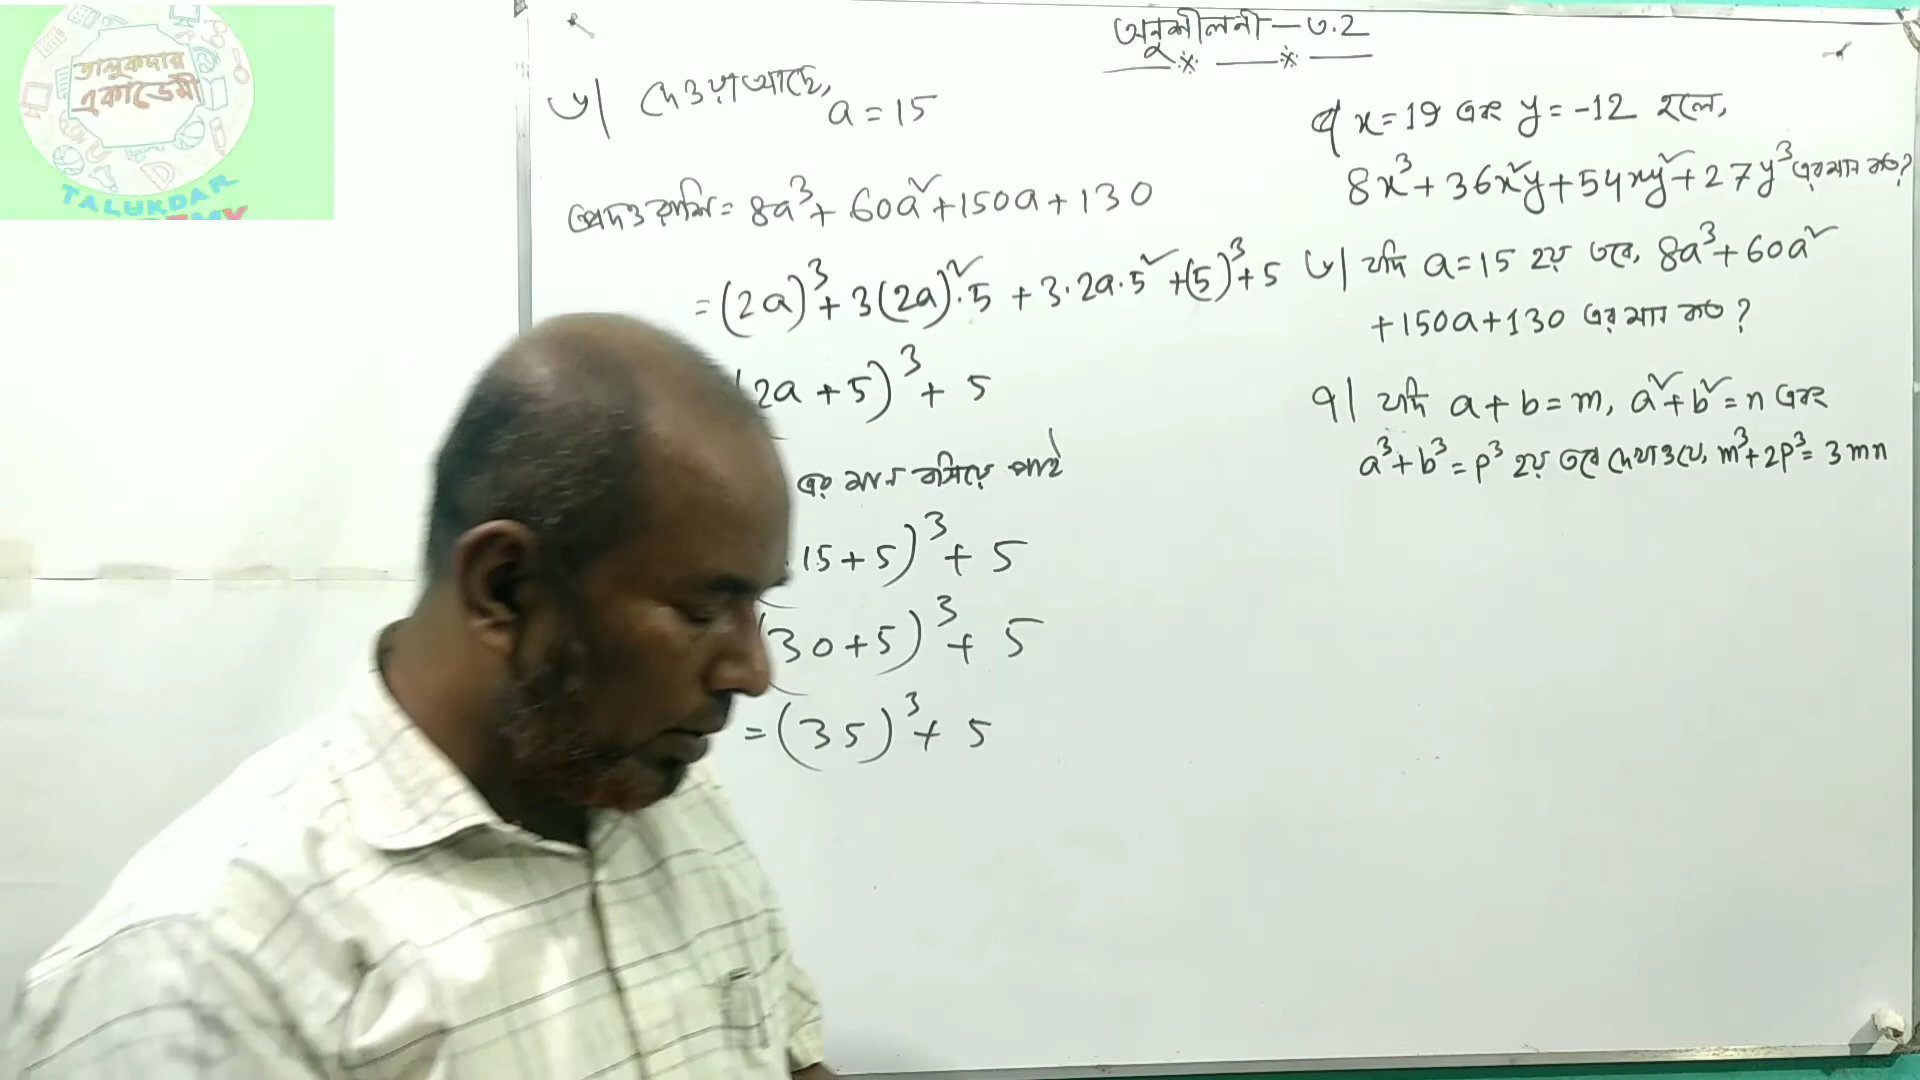 তালুকদার
একাডেমী
TALUKDAR
অনুশীলনী-৩.2
৬| দেওয়া আছে,
a = 15
প্রদত্ত রাশি = 8a³ + 60a² + 150a + 130
= (2a)³ + 3(2a)².5 + 3.2a.5² + (5)³ + 5
2a + 5)³ + 5
এর মান বসিয়ে পাই
15 + 5)³ + 5
(30 + 5)³ + 5
= (35)³ + 5
৫| x = 19 এবং y = -12 হলে,
8x³ + 36x²y + 54xy² + 27y³ এর মান কত?
৬| যদি a = 15 হয় তবে, 8a³ + 60a²
+ 150a + 130 এর মান কত?
৭| যদি a + b = m, a² + b² = n এবং
a³ + b³ = p³ হয় তবে দেখাও যে, m³ + 2p³ = 3mn